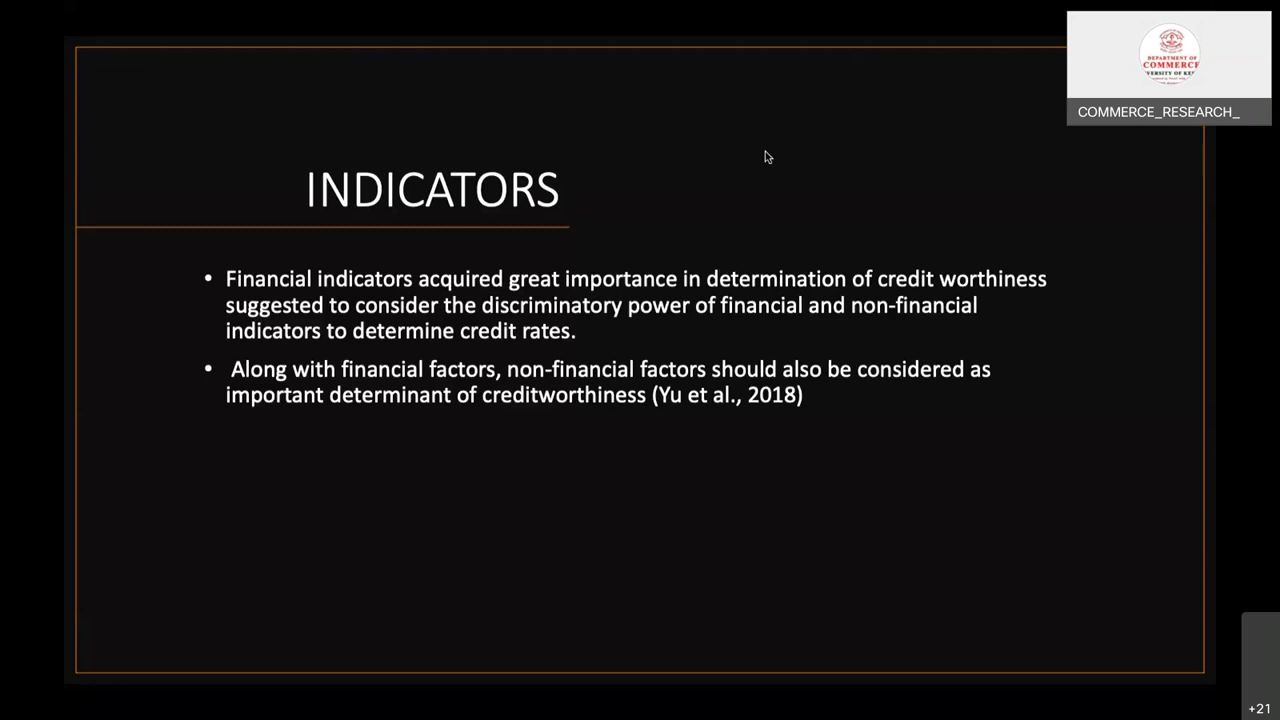 DEPARTMENT OF
COMMERCE
COMMERCE_RESEARCH_
INDICATORS
• Financial indicators acquired great importance in determination of credit worthiness
suggested to consider the discriminatory power of financial and non-financial
indicators to determine credit rates.
• Along with financial factors, non-financial factors should also be considered as
important determinant of creditworthiness (Yu et al., 2018)
+21